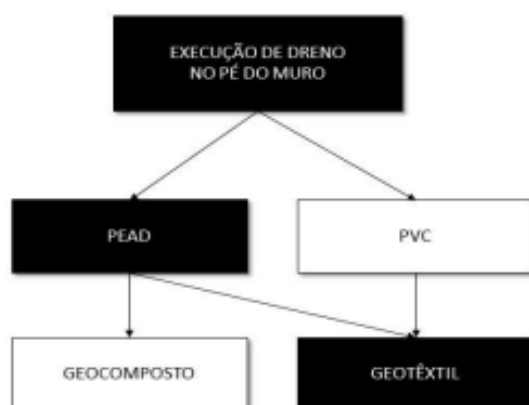 EXECUÇÃO DE DRENO
NO PÉ DO MURO
PEAD
PVC
GEOCOMPOSTO
GEOTÊXTIL